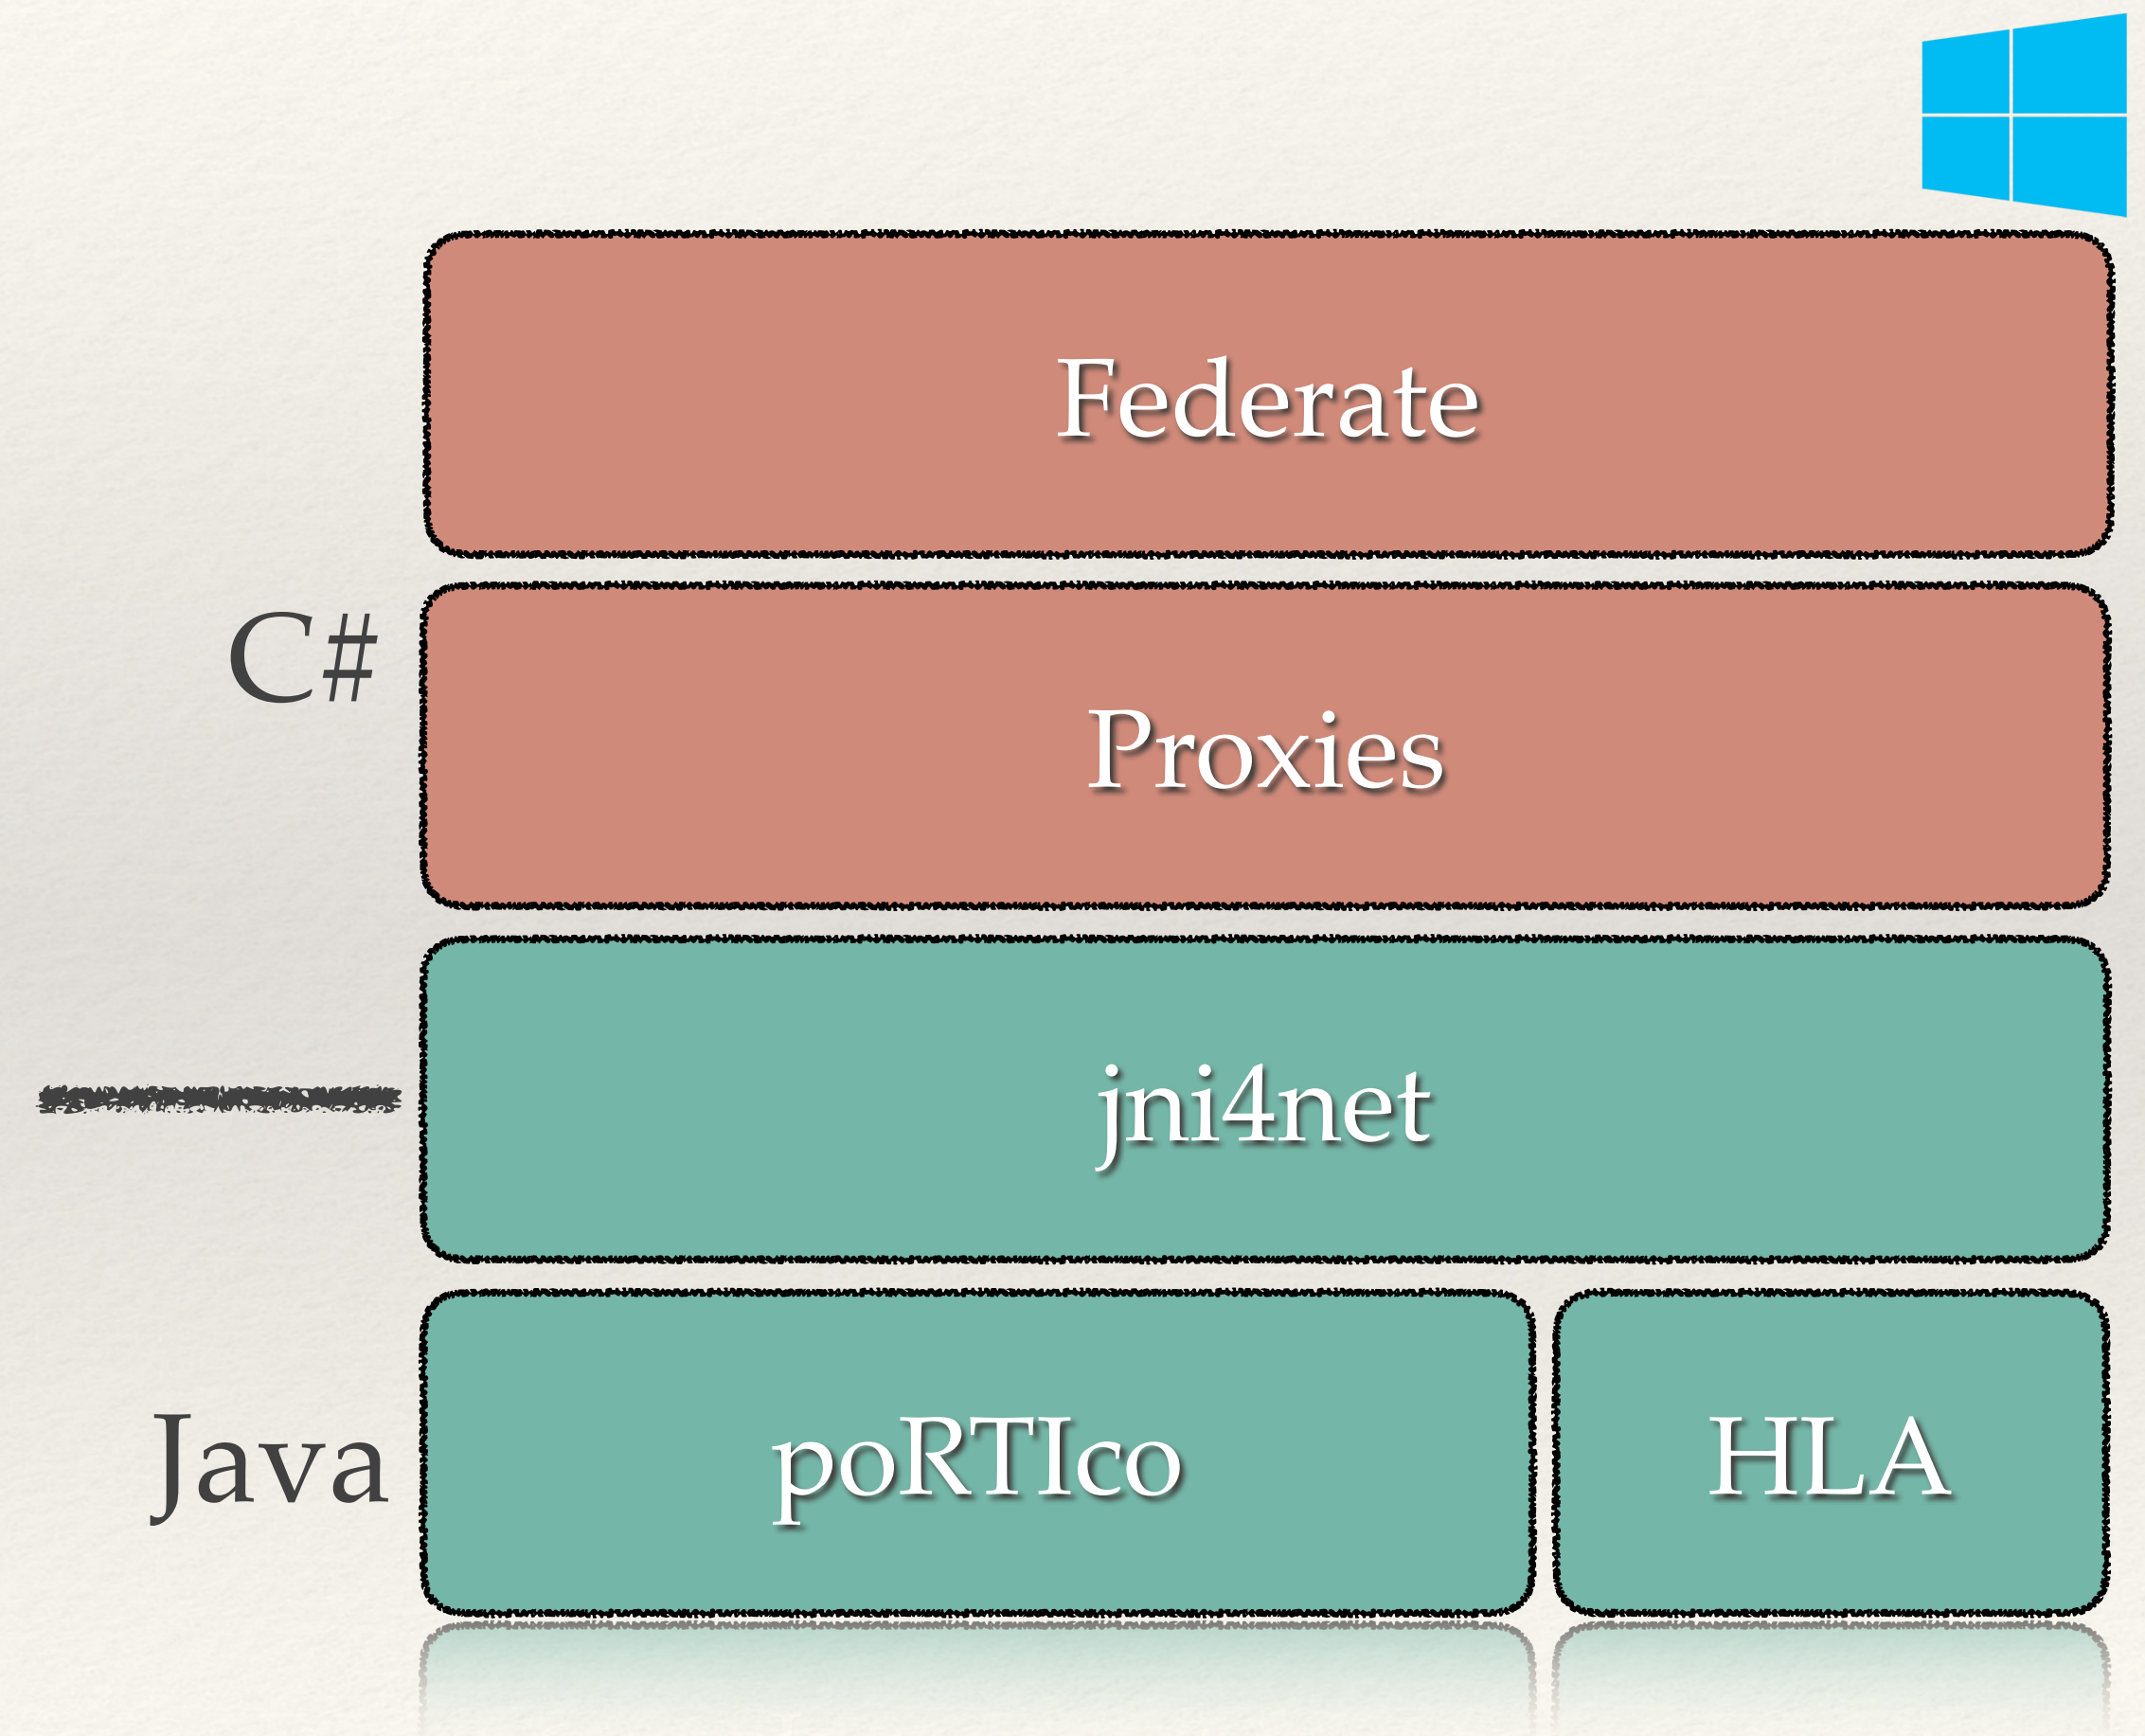 Federate
C#
Proxies
jni4net
Java
poRTIco
HLA